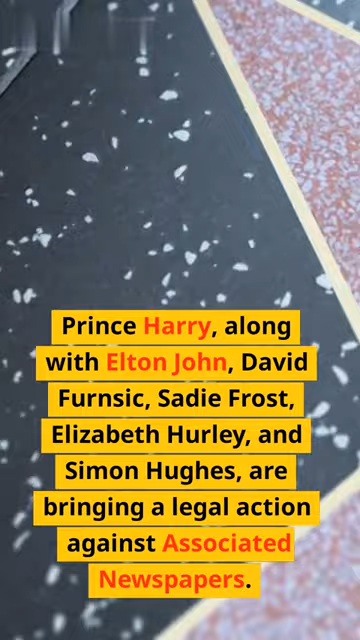 Prince Harry, along
with Elton John, David
Furnsic, Sadie Frost,
Elizabeth Hurley, and
Simon Hughes, are
bringing a legal action
against Associated
Newspapers.